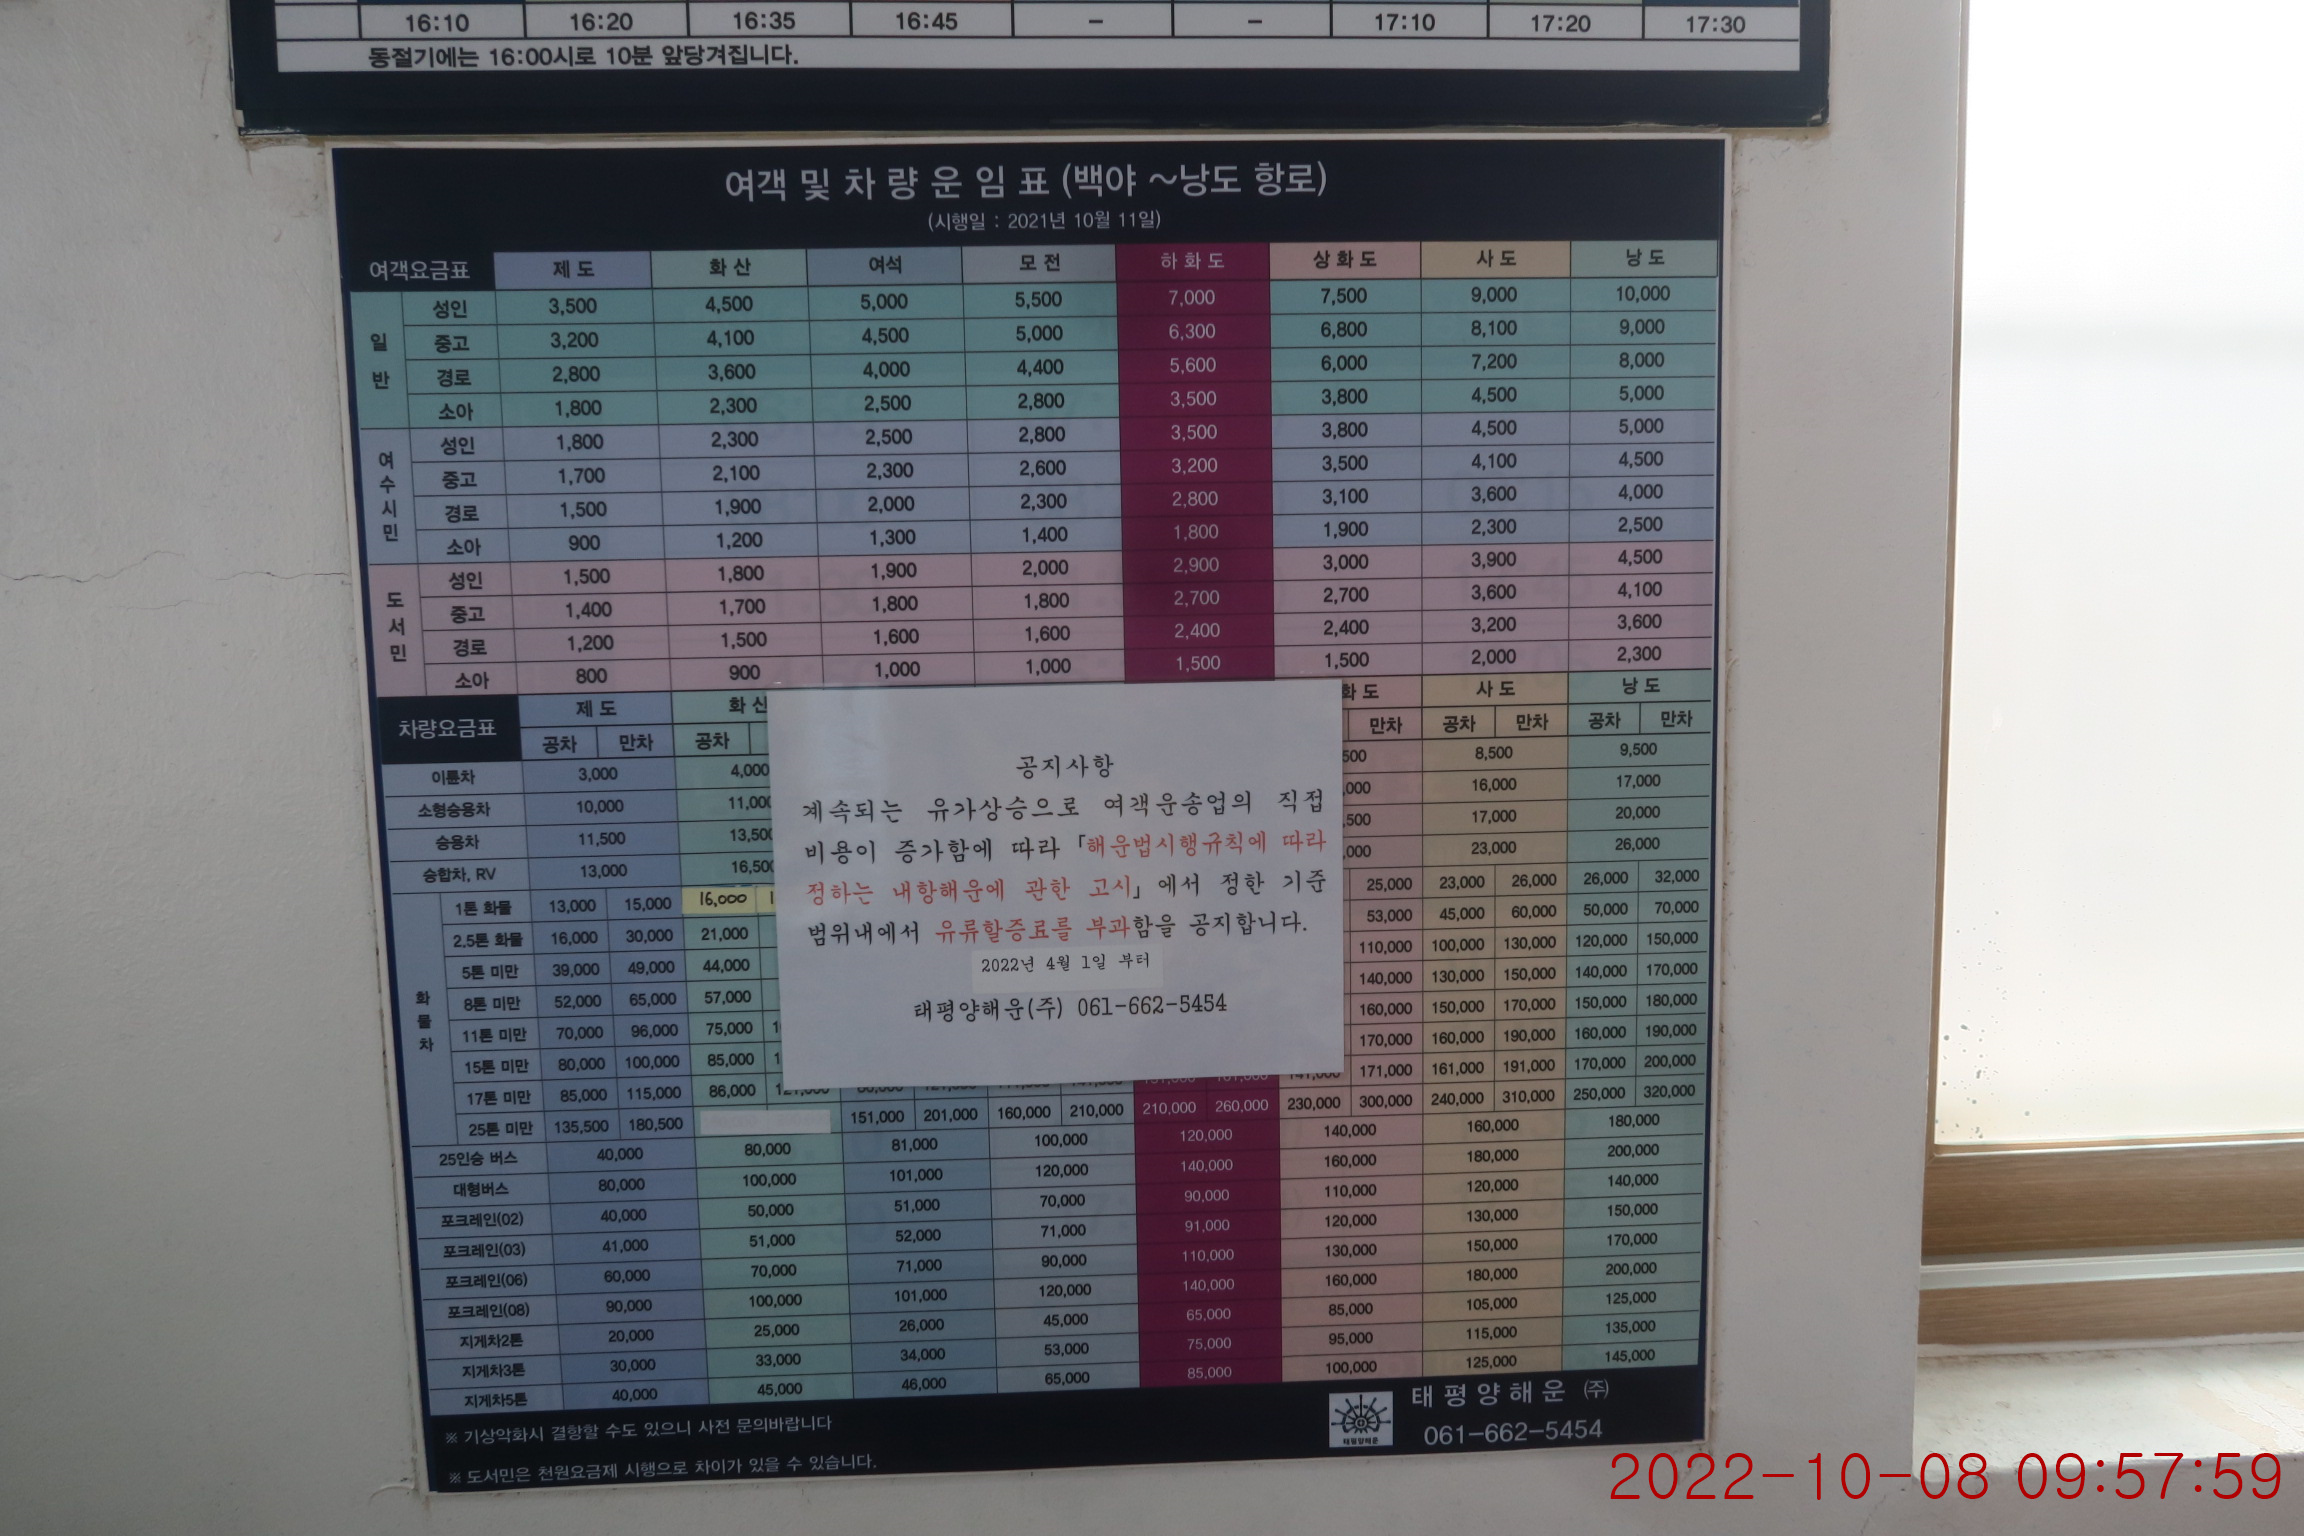 16:10 16:20 16:35 16:45 - - 17:10 17:20 17:30
동절기에는 16:00시로 10분 앞당겨집니다.
여객 및 차량운임표 (백야 ~낭도 항로)
(시행일 : 2021년 10월 11일)
여객요금표 제도 화산 여석 모전 하화도 상화도 사도 낭도
일반 성인 3,500 4,500 5,000 5,500 7,000 7,500 9,000 10,000
중고 3,200 4,100 4,500 5,000 6,300 6,800 8,100 9,000
경로 2,800 3,600 4,000 4,400 5,600 6,000 7,200 8,000
소아 1,800 2,300 2,500 2,800 3,500 3,800 4,500 5,000
여수시민 성인 1,800 2,300 2,500 2,800 3,500 3,800 4,500 5,000
중고 1,700 2,100 2,300 2,600 3,200 3,500 4,100 4,500
경로 1,500 1,900 2,000 2,300 2,800 3,100 3,600 4,000
소아 900 1,200 1,300 1,400 1,800 1,900 2,300 2,500
도서민 성인 1,500 1,800 1,900 2,000 2,900 3,000 3,900 4,500
중고 1,400 1,700 1,800 1,800 2,700 2,700 3,600 4,100
경로 1,200 1,500 1,600 1,600 2,400 2,400 3,200 3,600
소아 800 900 1,000 1,000 1,500 1,500 2,000 2,300
차량요금표 제도 화산 화도 사도 낭도
공차 만차 공차 만차 공차 만차 공차 만차
이륜차 3,000 4,000 500 8,500 9,500
소형승용차 10,000 11,000 ,000 16,000 17,000
승용차 11,500 13,500 ,500 17,000 20,000
승합차, RV 13,000 16,500 ,000 23,000 26,000
화물차 1톤 화물 13,000 15,000 16,000 25,000 23,000 26,000 26,000 32,000
2.5톤 화물 16,000 30,000 21,000 53,000 45,000 60,000 50,000 70,000
5톤 미만 39,000 49,000 44,000 110,000 100,000 130,000 120,000 150,000
8톤 미만 52,000 65,000 57,000 140,000 130,000 150,000 140,000 170,000
11톤 미만 70,000 96,000 75,000 160,000 150,000 170,000 150,000 180,000
15톤 미만 80,000 100,000 85,000 170,000 160,000 190,000 160,000 190,000
17톤 미만 85,000 115,000 86,000 171,000 161,000 191,000 170,000 200,000
25톤 미만 135,500 180,500 151,000 201,000 160,000 210,000 210,000 260,000 230,000 300,000 240,000 310,000 250,000 320,000
25인승 버스 40,000 80,000 81,000 100,000 120,000 140,000 160,000 180,000
대형버스 80,000 100,000 101,000 120,000 140,000 160,000 180,000 200,000
포크레인(02) 40,000 50,000 51,000 70,000 90,000 110,000 120,000 140,000
포크레인(03) 41,000 51,000 52,000 71,000 91,000 120,000 130,000 150,000
포크레인(06) 60,000 70,000 71,000 90,000 110,000 130,000 150,000 170,000
포크레인(08) 90,000 100,000 101,000 120,000 140,000 160,000 180,000 200,000
지게차2톤 20,000 25,000 26,000 45,000 65,000 85,000 105,000 125,000
지게차3톤 30,000 33,000 34,000 53,000 75,000 95,000 115,000 135,000
지게차5톤 40,000 45,000 46,000 65,000 85,000 100,000 125,000 145,000
공지사항
계속되는 유가상승으로 여객운송업의 직접
비용이 증가함에 따라 「해운법시행규칙에 따라
정하는 내항해운에 관한 고시」에서 정한 기준
범위내에서 유류할증료를 부과함을 공지합니다.
2022년 4월 1일 부터
태평양해운(주) 061-662-5454
※ 기상악화시 결항할 수도 있으니 사전 문의바랍니다
※ 도서민은 천원요금제 시행으로 차이가 있을 수 있습니다.
태평양해운
태평양해운 ㈜
061-662-5454
2022-10-08 09:57:59